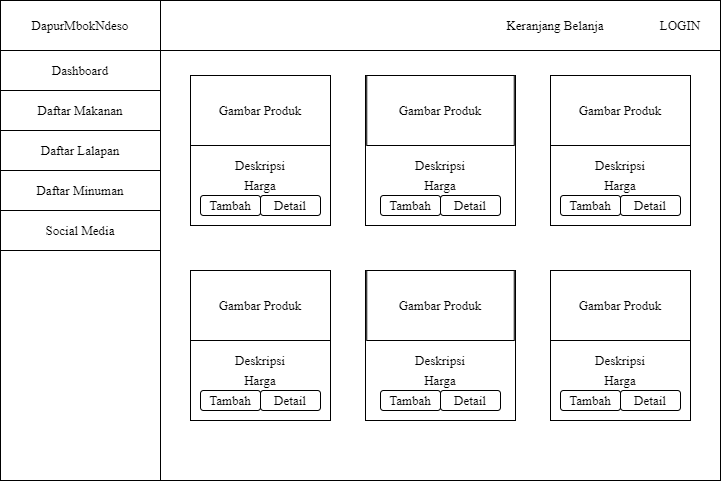 DapurMbokNdeso
Keranjang Belanja
LOGIN
Dashboard
Daftar Makanan
Daftar Lalapan
Daftar Minuman
Social Media
Gambar Produk
Deskripsi
Harga
Tambah
Detail
Gambar Produk
Deskripsi
Harga
Tambah
Detail
Gambar Produk
Deskripsi
Harga
Tambah
Detail
Gambar Produk
Deskripsi
Harga
Tambah
Detail
Gambar Produk
Deskripsi
Harga
Tambah
Detail
Gambar Produk
Deskripsi
Harga
Tambah
Detail